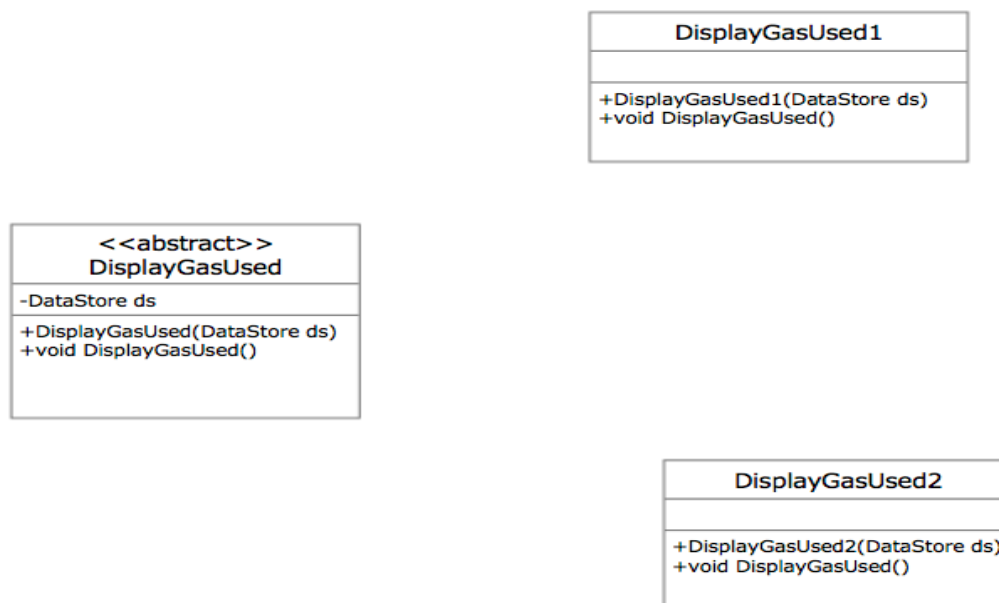 DisplayGasUsed1
+DisplayGasUsed1(DataStore ds)
+void DisplayGasUsed()
<<abstract>>
DisplayGasUsed
-DataStore ds
+DisplayGasUsed(DataStore ds)
+void DisplayGasUsed()
DisplayGasUsed2
+DisplayGasUsed2(DataStore ds)
+void DisplayGasUsed()